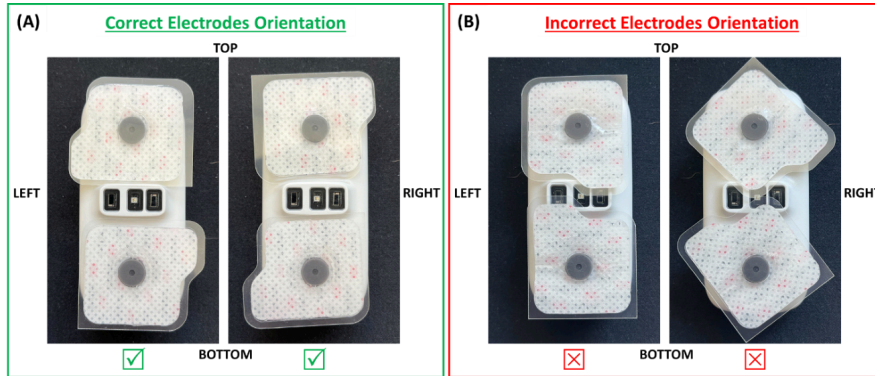 (A) Correct Electrodes Orientation
TOP
LEFT
RIGHT
BOTTOM
(B) Incorrect Electrodes Orientation
TOP
LEFT
RIGHT
BOTTOM